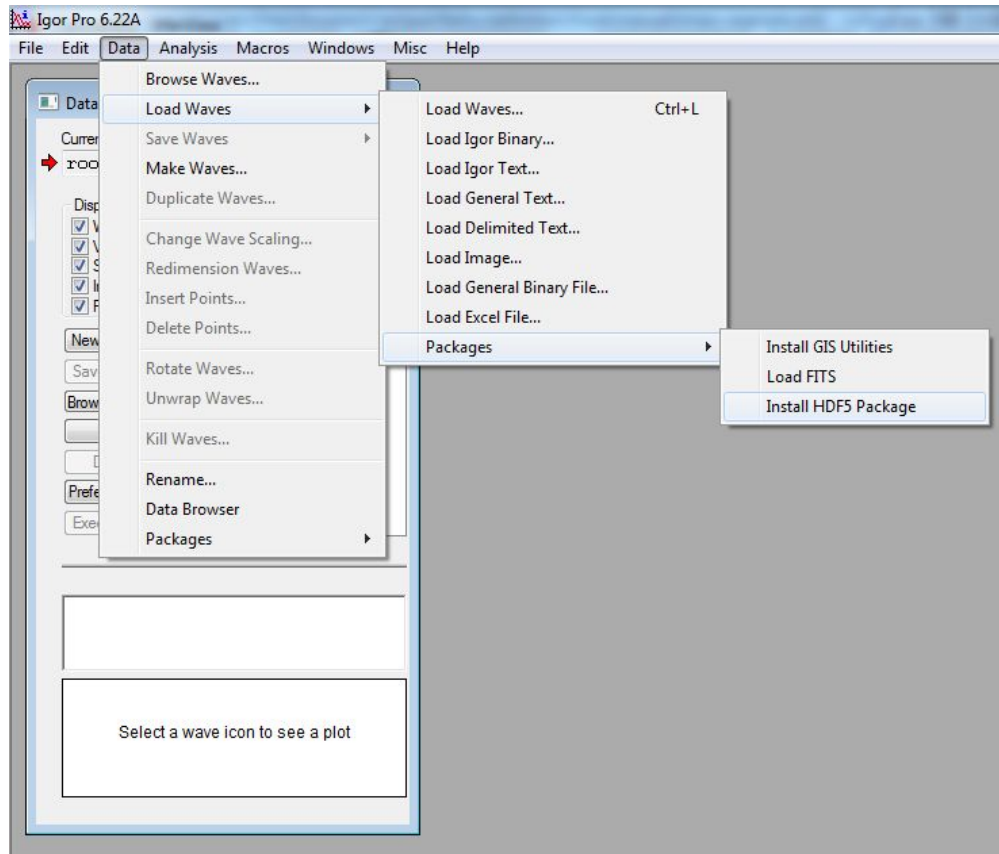 Igor Pro 6.22A
File Edit Data Analysis Macros Windows Misc Help
Browse Waves...
Data
Load Waves
Load Waves... Ctrl+L
Save Waves
Load Igor Binary...
Make Waves...
Load Igor Text...
Duplicate Waves...
Load General Text...
Change Wave Scaling...
Load Delimited Text...
Redimension Waves...
Load Image...
Insert Points...
Load General Binary File...
Delete Points...
Load Excel File...
New
Packages
Install GIS Utilities
Sav
Rotate Waves...
Load FITS
Brow
Unwrap Waves...
Install HDF5 Package
Kill Waves...
Rename...
Prefe
Data Browser
Exe
Packages
Select a wave icon to see a plot